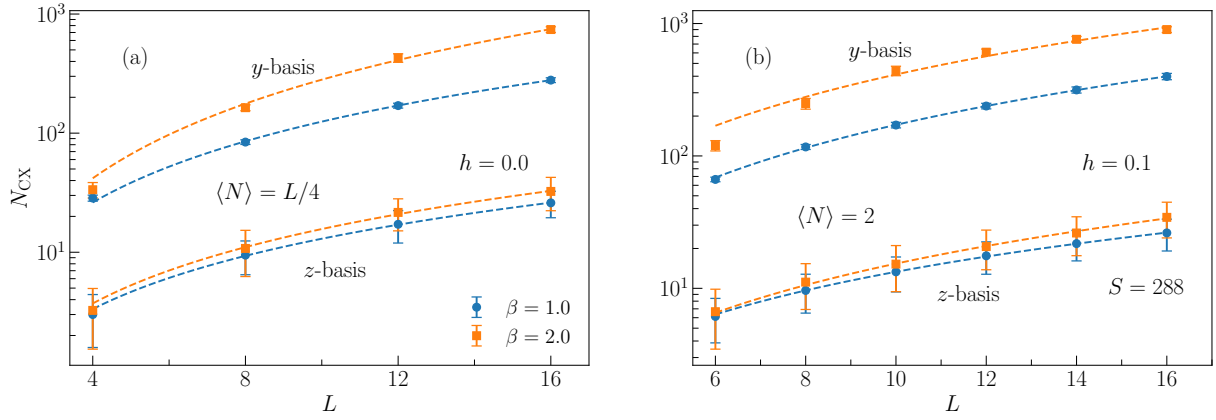 (a)
y-basis
h = 0.0
⟨N⟩ = L/4
z-basis
β = 1.0
β = 2.0
N_CX
10^3
10^2
10^1
4
8
12
16
L
(b)
y-basis
h = 0.1
⟨N⟩ = 2
z-basis
S = 288
10^3
10^2
10^1
6
8
10
12
14
16
L